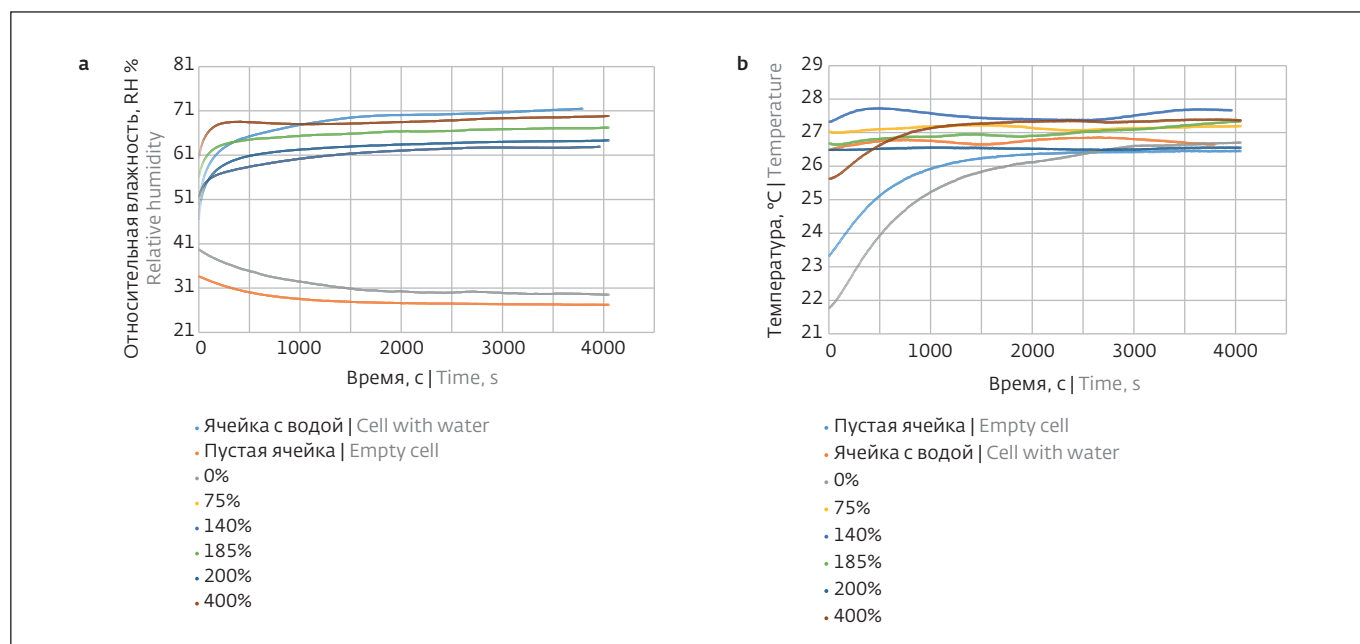 a
Относительная влажность, RH %
Relative humidity
81
71
61
51
41
31
21
0 1000 2000 3000 4000
Время, с | Time, s
Ячейка с водой | Cell with water
Пустая ячейка | Empty cell
0%
75%
140%
185%
200%
400%
b
Температура, °C | Temperature
29
28
27
26
24
23
22
21
0 1000 2000 3000 4000
Время, с | Time, s
Пустая ячейка | Empty cell
Ячейка с водой | Cell with water
0%
75%
140%
185%
200%
400%